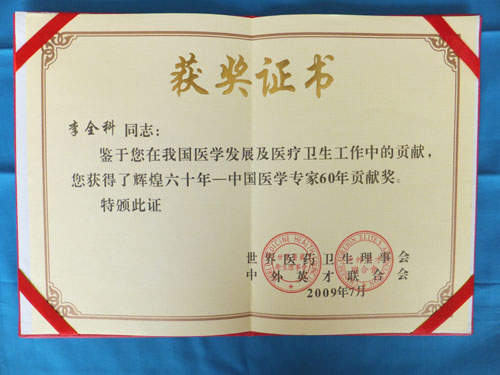 获奖证书
李全科 同志:
鉴于您在我国医学发展及医疗卫生工作中的贡献,
您获得了辉煌六十年—中国医学专家60年贡献奖。
特颁此证
世界医药卫生理事会
中外英才联合会
2009年7月